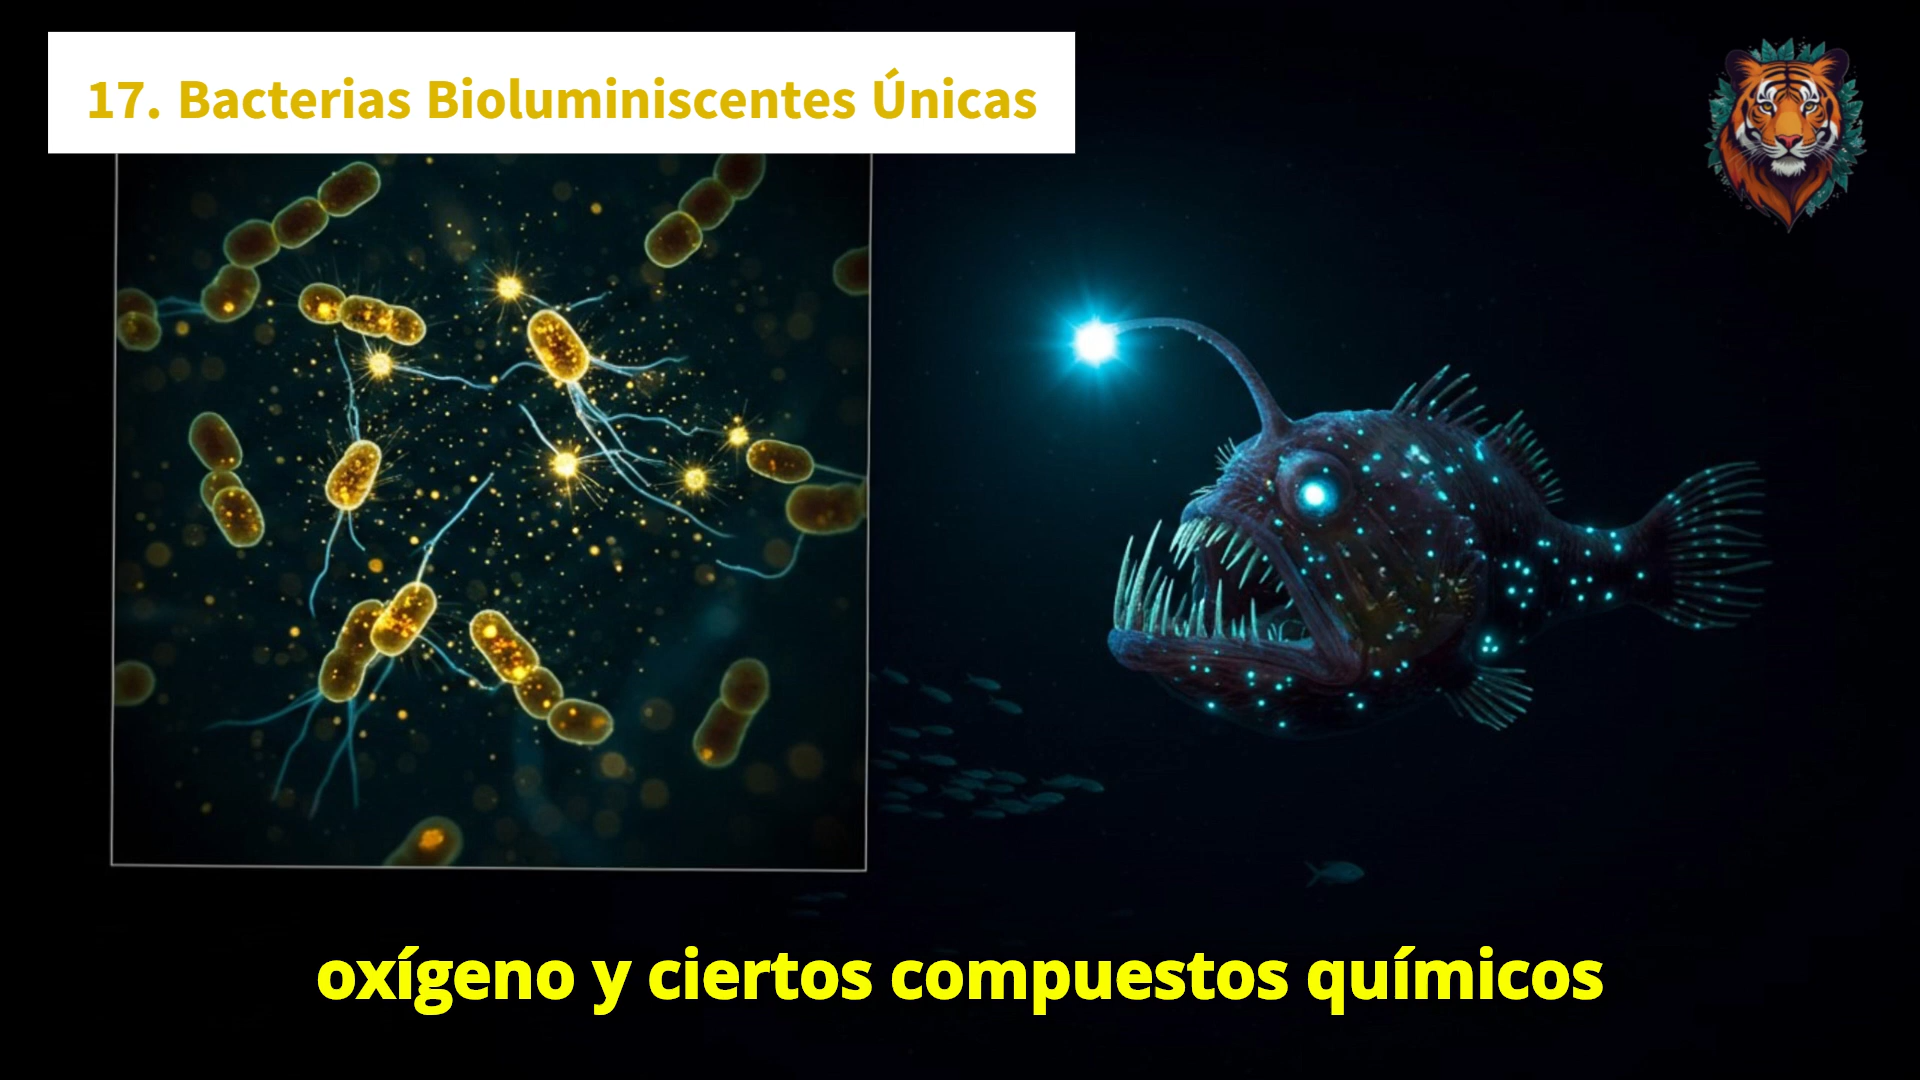 17. Bacterias Bioluminiscentes Únicas
oxígeno y ciertos compuestos químicos